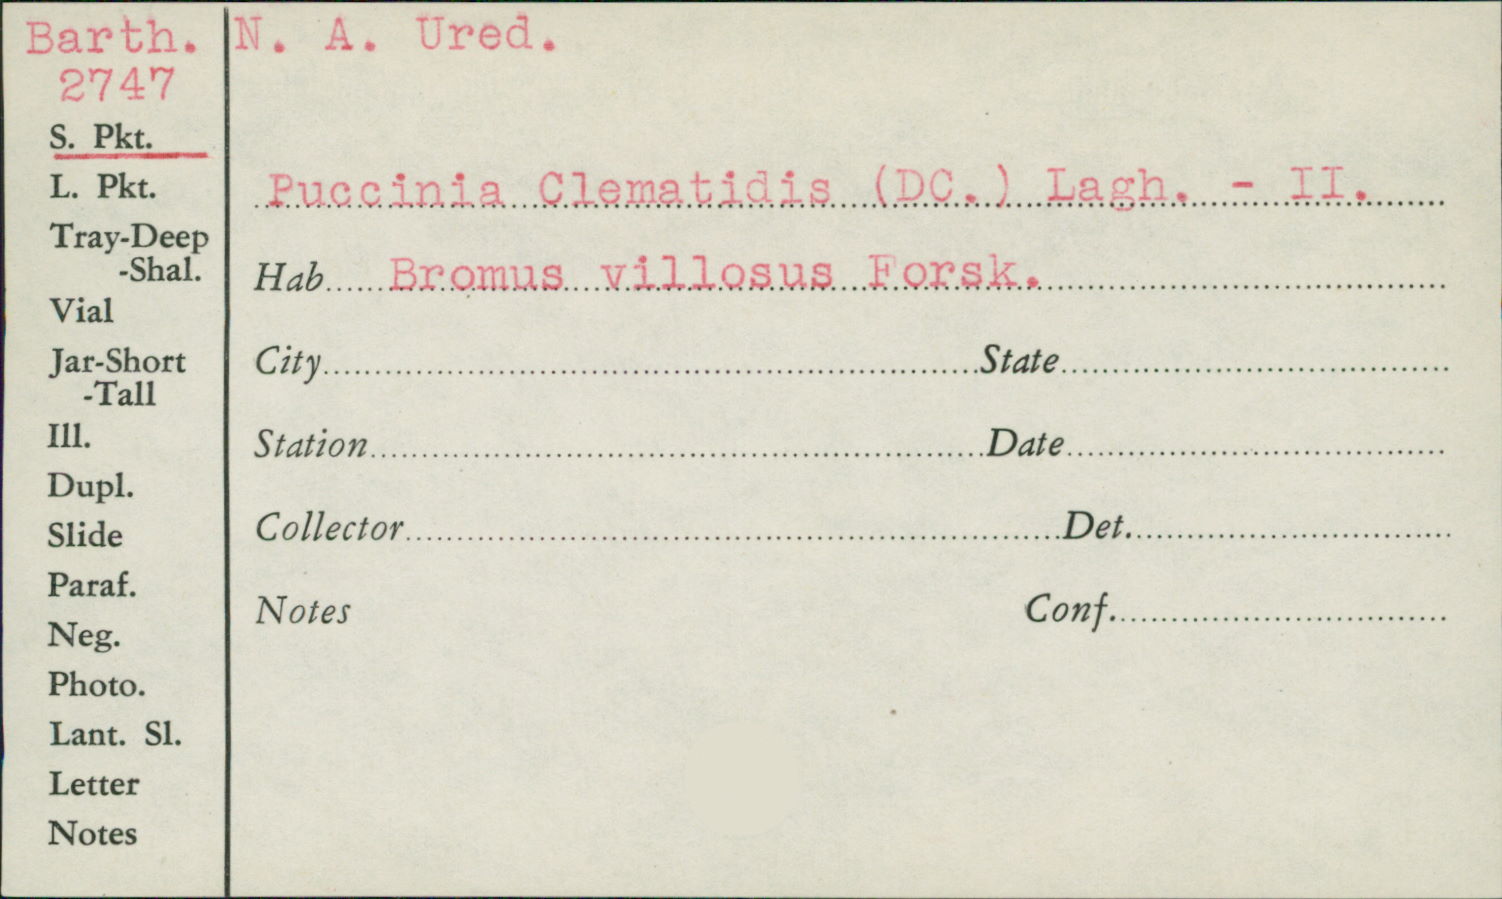 Barth.
2747
S. Pkt.
L. Pkt.
Tray-Deep
-Shal.
Vial
Jar-Short
-Tall
Ill.
Dupl.
Slide
Paraf.
Neg.
Photo.
Lant. Sl.
Letter
Notes
N. A. Ured.
Puccinia Clematidis (DC.) Lagh. - II.
Hab. Bromus villosus Forsk.
City State
Station Date
Collector Det.
Notes Conf.